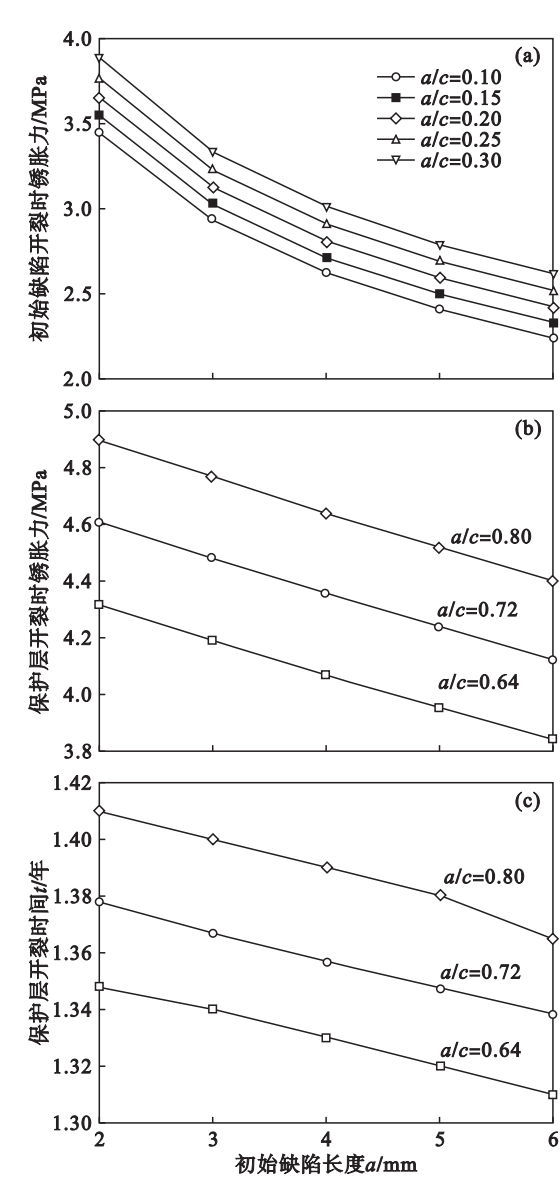 4.0
(a)
a/c=0.10
a/c=0.15
a/c=0.20
a/c=0.25
a/c=0.30
3.5
3.0
2.5
2.0
初始缺陷开裂时锈胀力/MPa
5.0
(b)
4.8
4.6
4.4
4.2
4.0
3.8
a/c=0.80
a/c=0.72
a/c=0.64
保护层开裂时锈胀力/MPa
1.42
(c)
1.40
1.38
1.36
1.34
1.32
1.30
a/c=0.80
a/c=0.72
a/c=0.64
保护层开裂时间t/年
2 3 4 5 6
初始缺陷长度a/mm